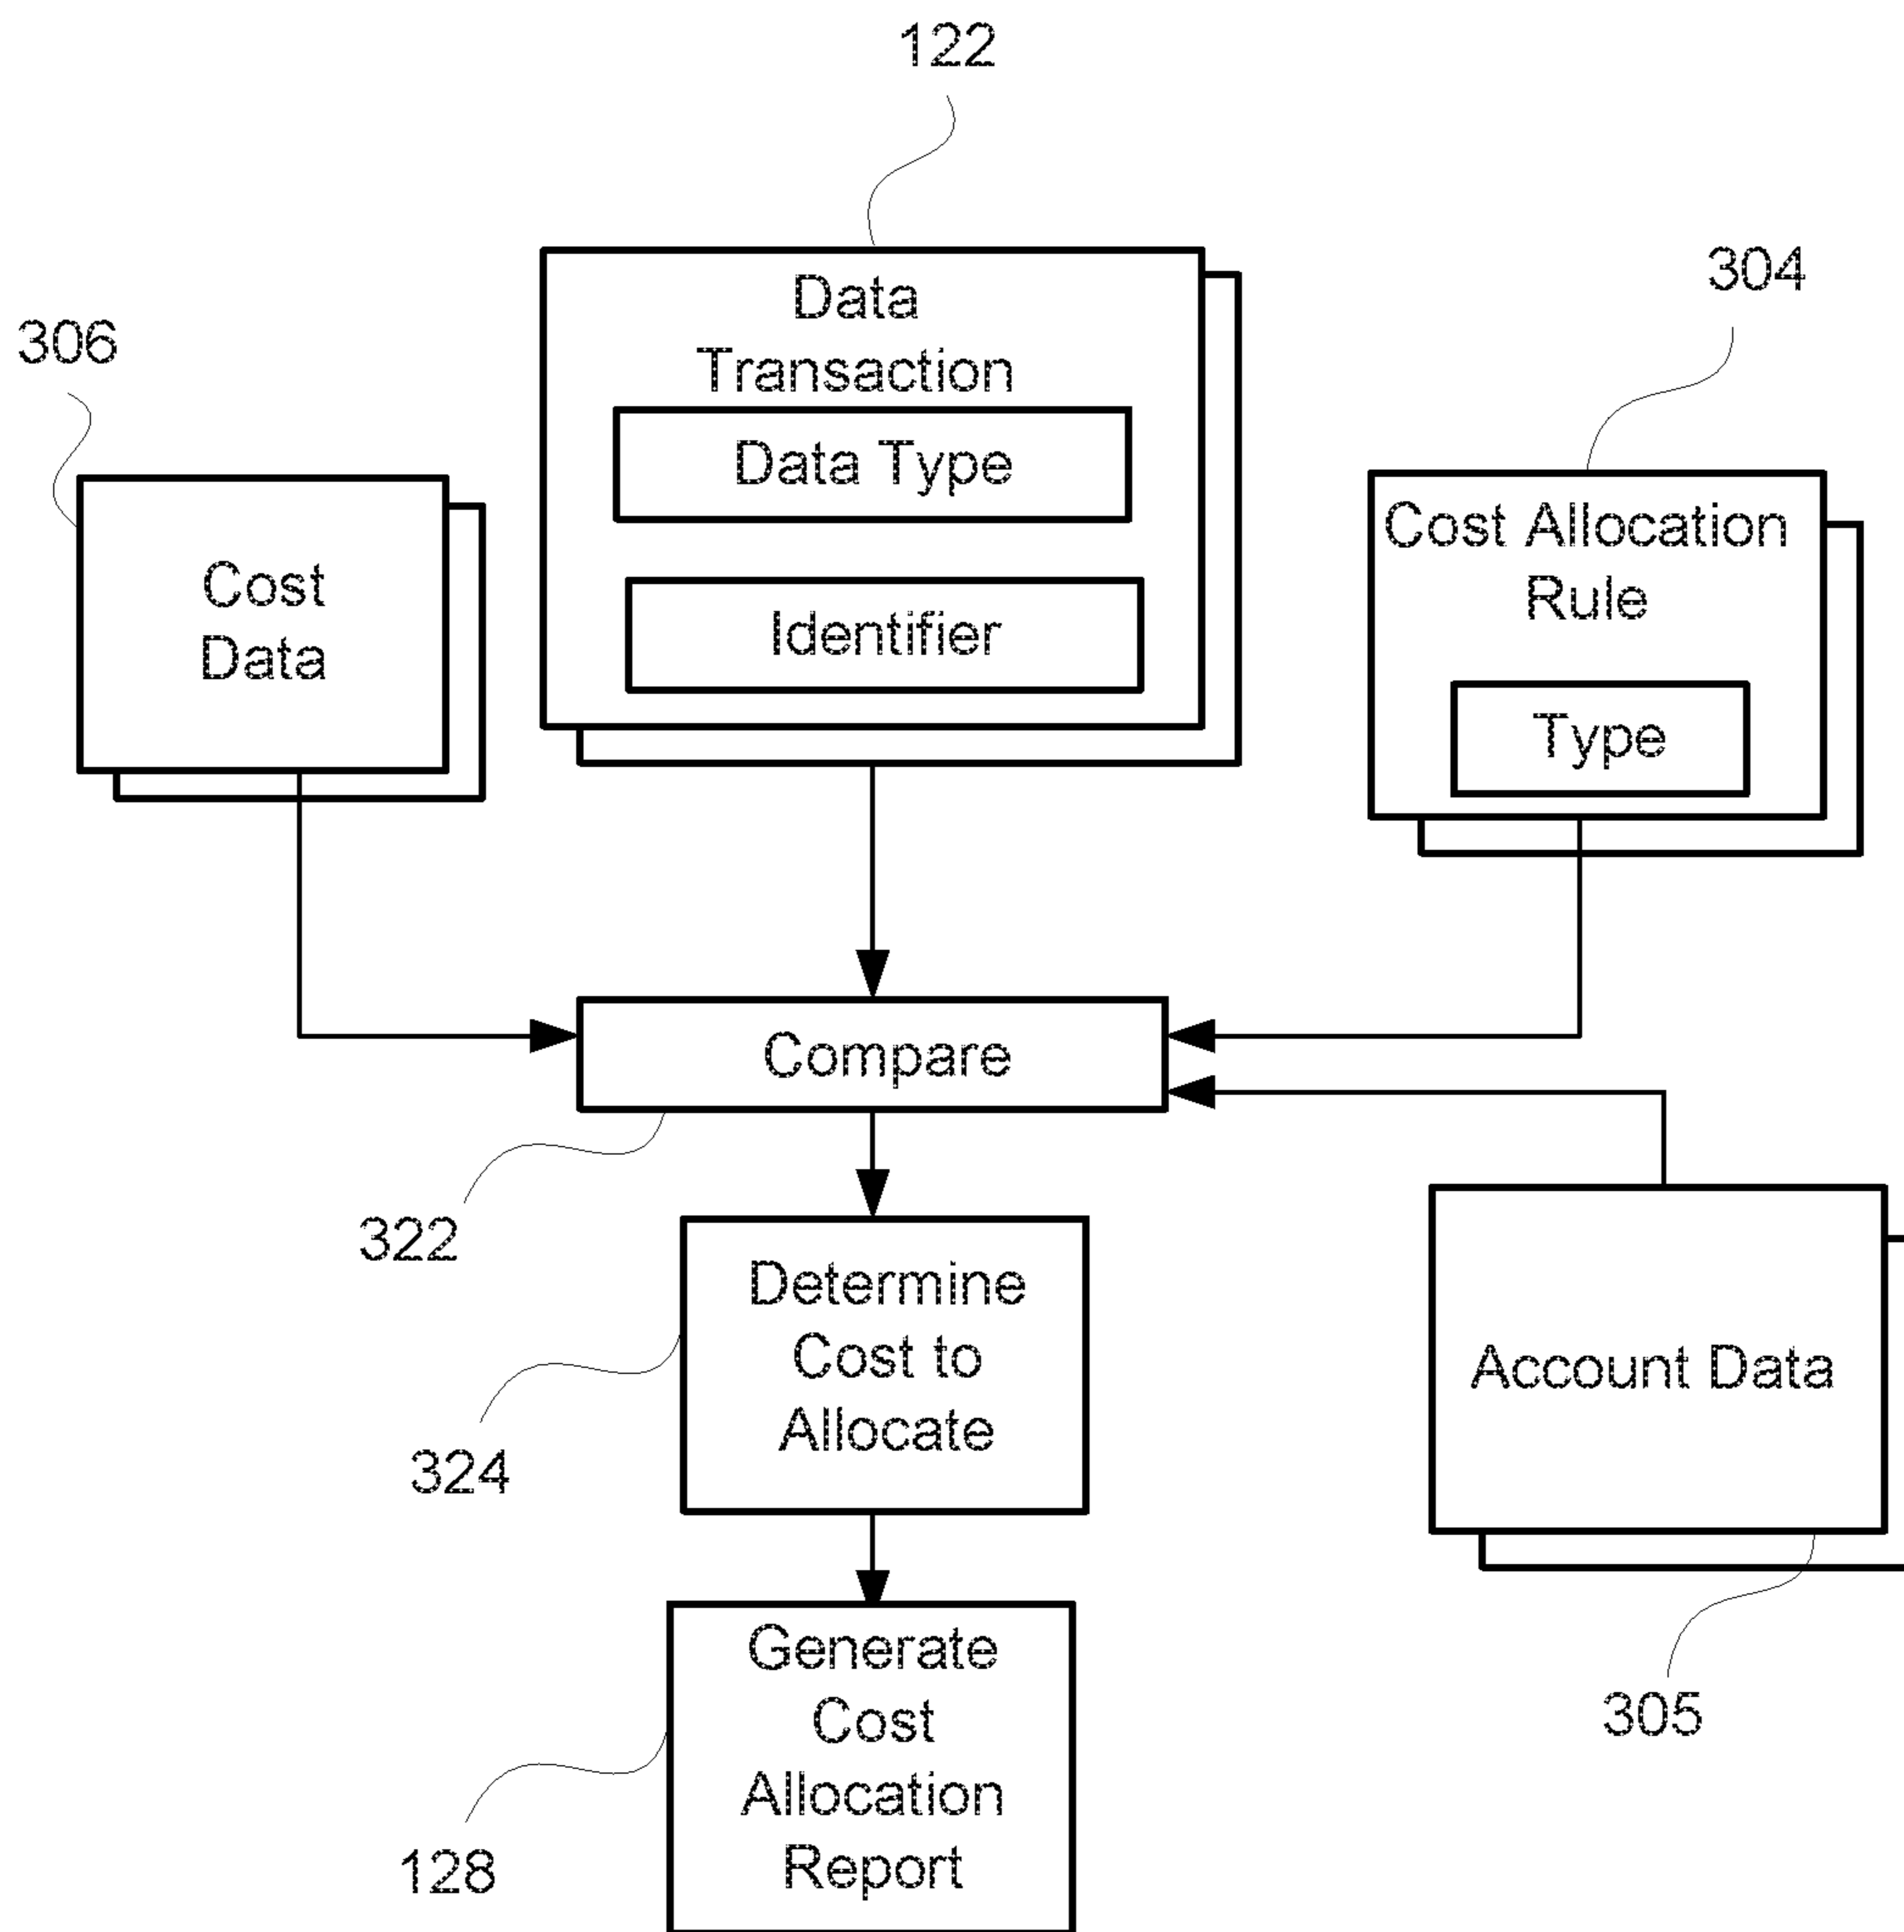 122
304
306
Data
Transaction
Data Type
Identifier
Cost
Data
Cost Allocation
Rule
Type
Compare
322
Determine
Cost to
Allocate
324
Account Data
305
Generate
Cost
Allocation
Report
128